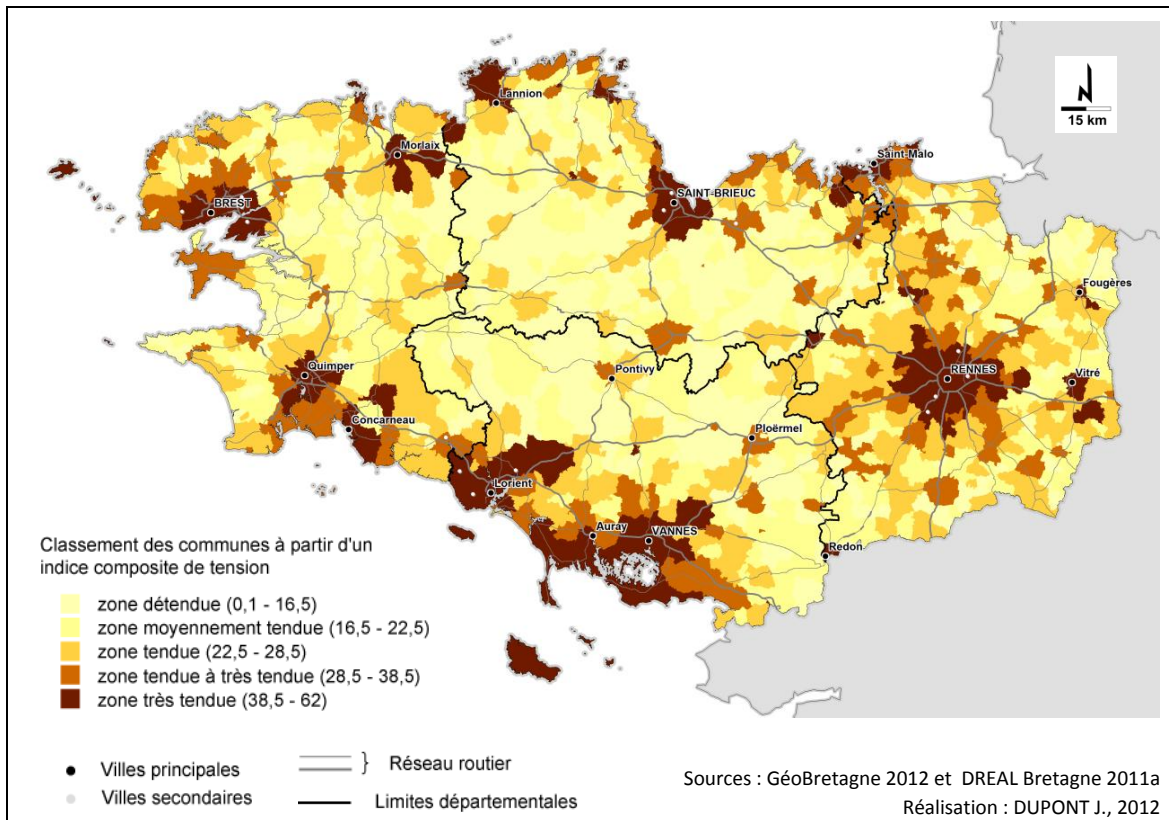 N
15 km
Lannion
Morlaix
Saint-Malo
BREST
SAINT-BRIEUC
Fougères
Quimper
Pontivy
RENNES
Vitré
Concarneau
Ploërmel
Lorient
Auray
VANNES
Redon
Classement des communes à partir d'un
indice composite de tension
zone détendue (0,1 - 16,5)
zone moyennement tendue (16,5 - 22,5)
zone tendue (22,5 - 28,5)
zone tendue à très tendue (28,5 - 38,5)
zone très tendue (38,5 - 62)
Villes principales
Villes secondaires
} Réseau routier
Limites départementales
Sources : GéoBretagne 2012 et DREAL Bretagne 2011a
Réalisation : DUPONT J., 2012